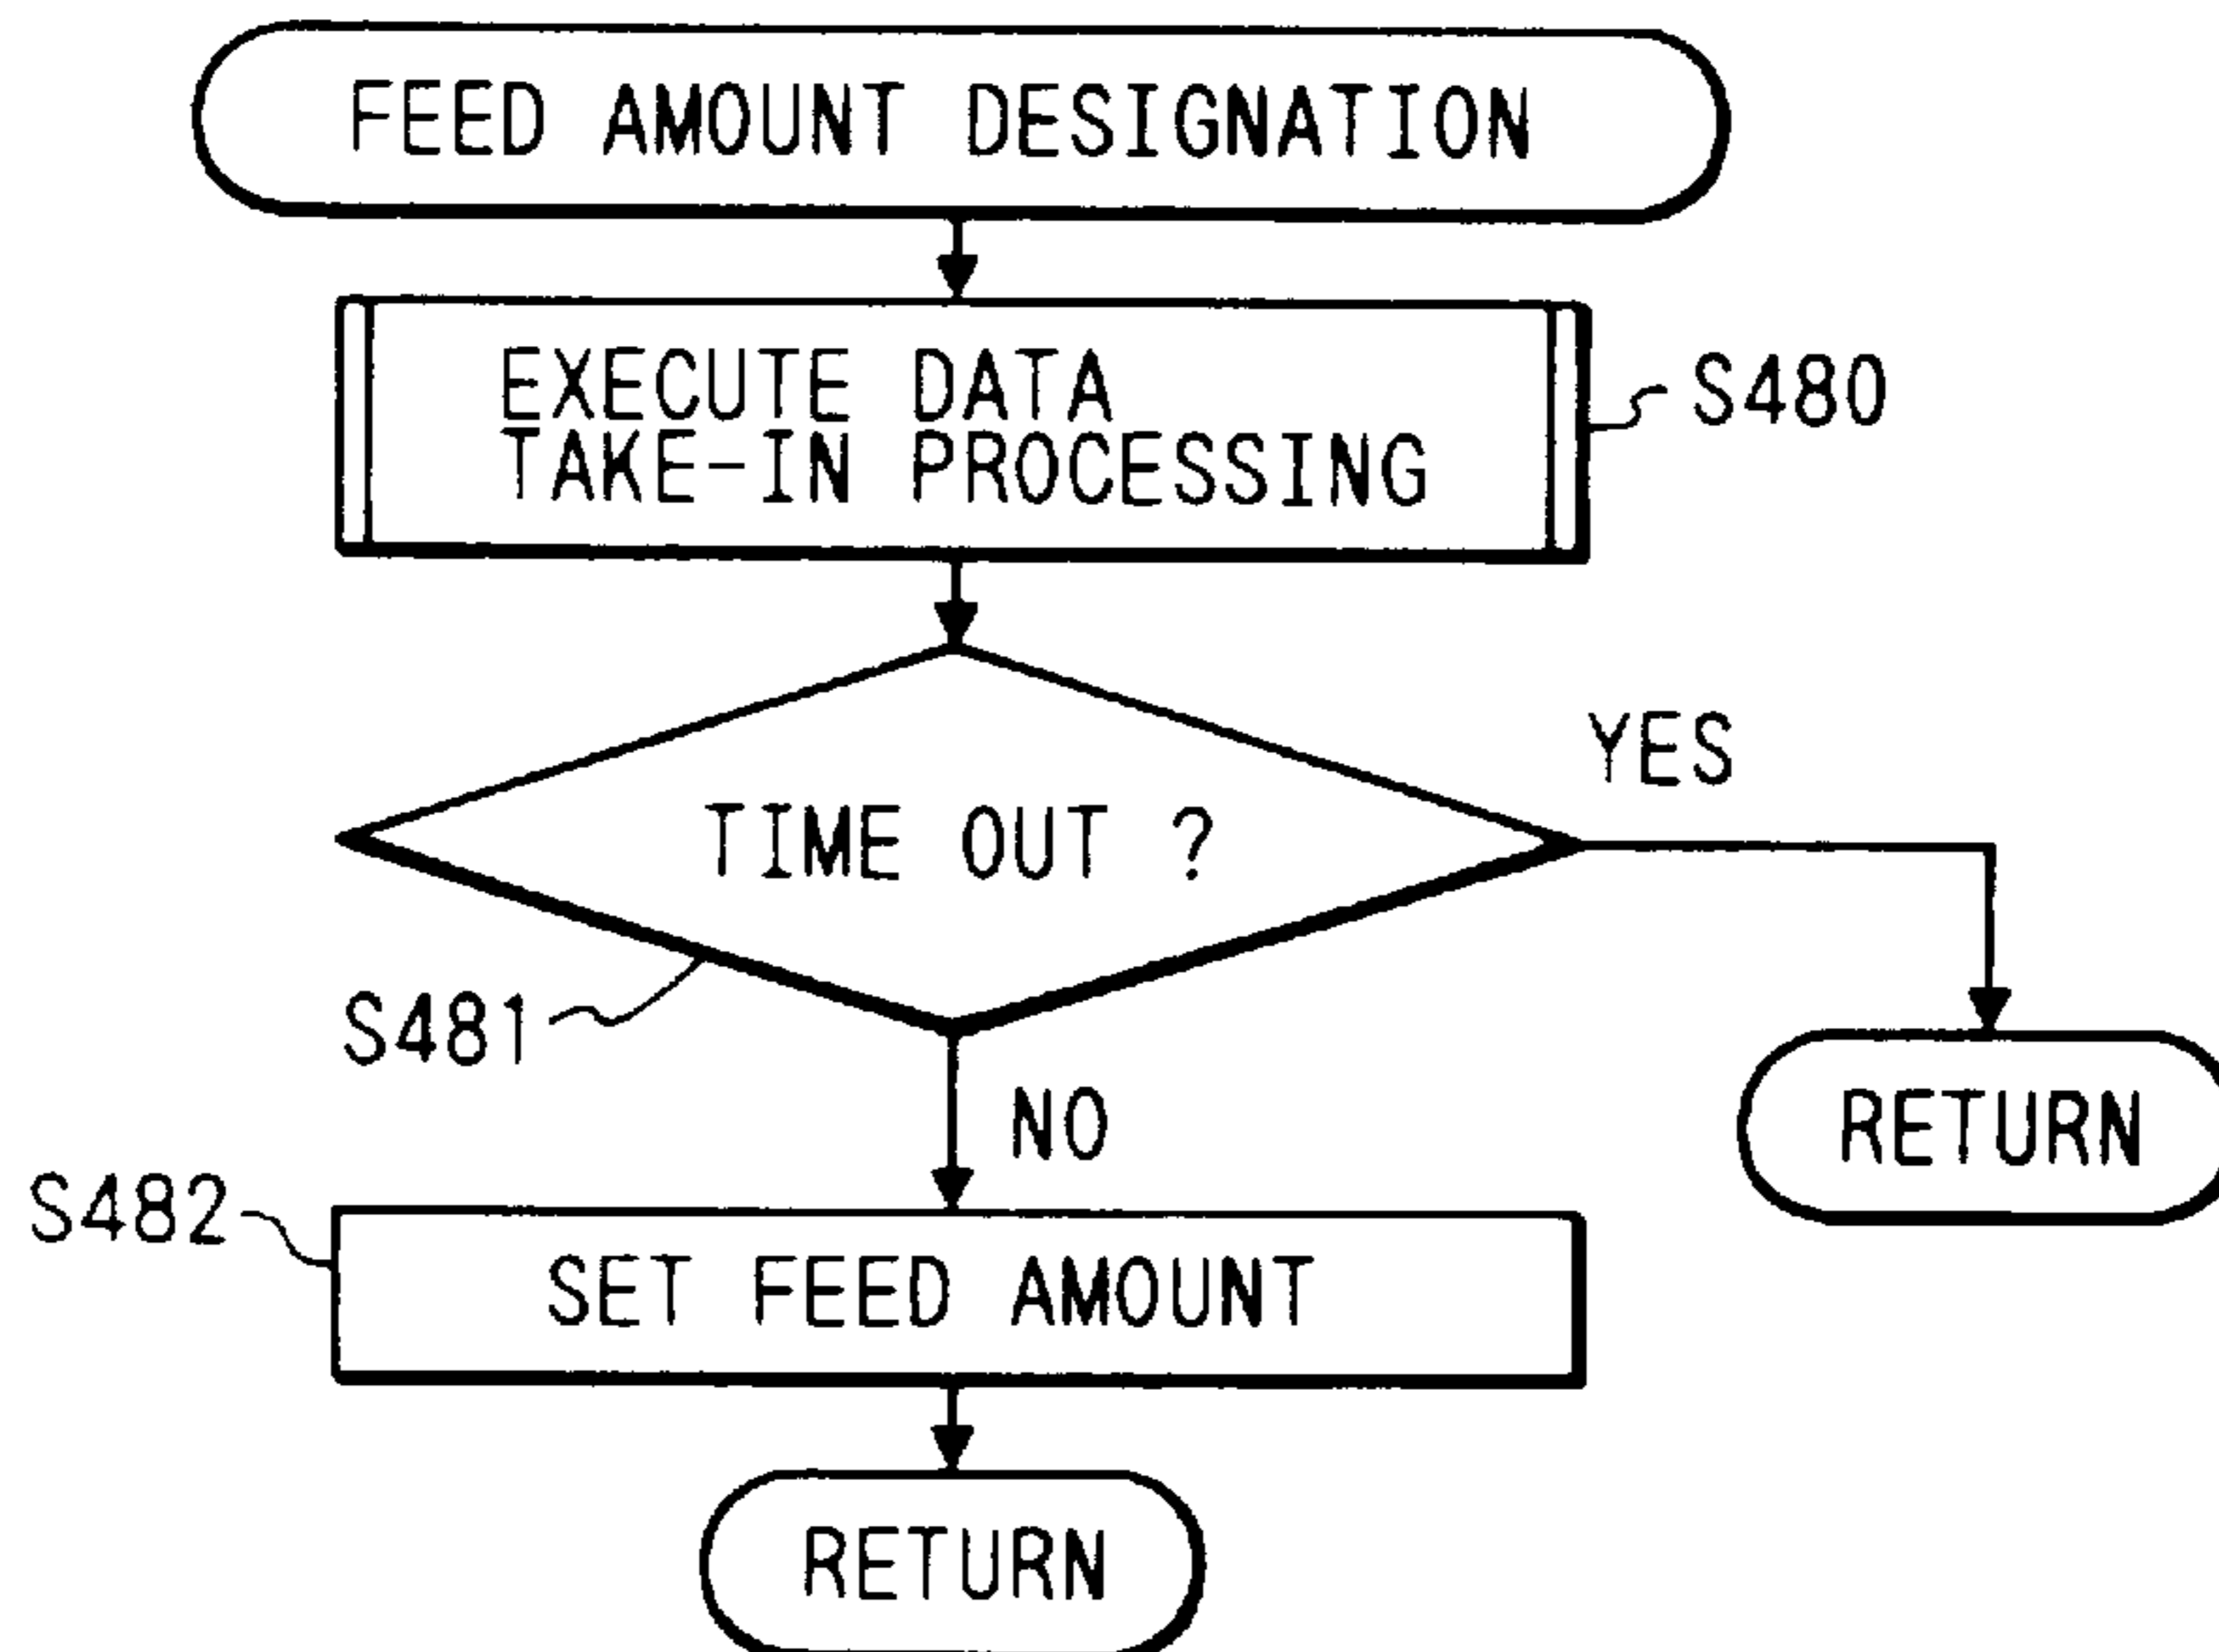 FEED AMOUNT DESIGNATION
EXECUTE DATA
TAKE-IN PROCESSING
S480
YES
TIME OUT ?
S481
NO
RETURN
S482
SET FEED AMOUNT
RETURN